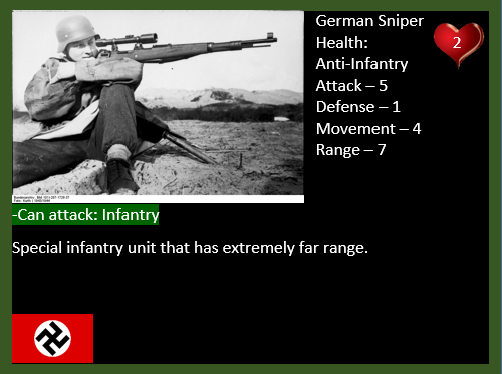 German Sniper
Health:
2
Anti-Infantry
Attack – 5
Defense – 1
Movement – 4
Range – 7
-Can attack: Infantry
Special infantry unit that has extremely far range.